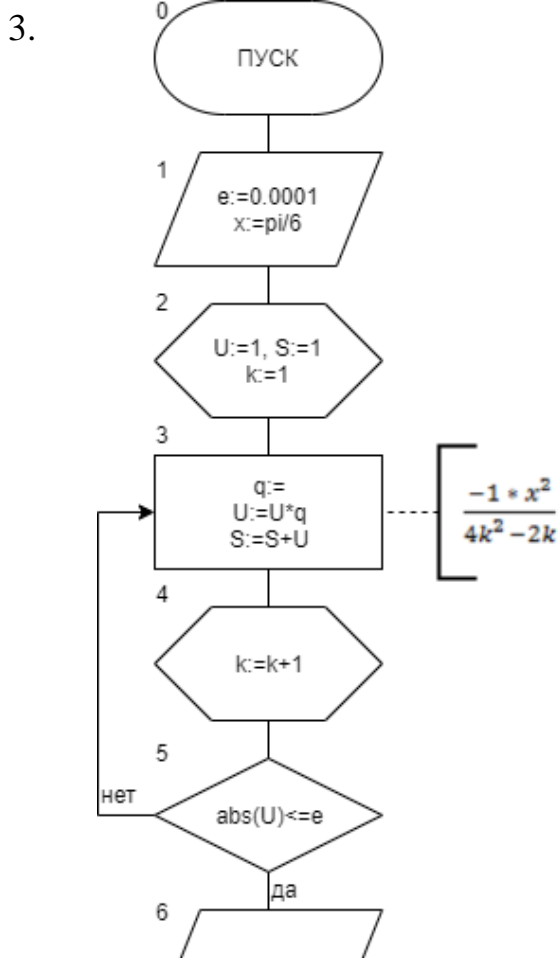 3.
0
ПУСК
1
e:=0.0001
x:=pi/6
2
U:=1, S:=1
k:=1
3
q:=
U:=U*q
S:=S+U
−1 * x²
4k² − 2k
4
k:=k+1
5
нет
abs(U)<=e
да
6